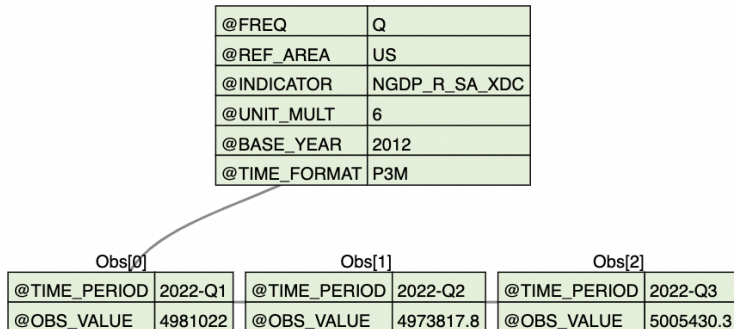 @FREQ Q
@REF_AREA US
@INDICATOR NGDP_R_SA_XDC
@UNIT_MULT 6
@BASE_YEAR 2012
@TIME_FORMAT P3M
Obs[0] Obs[1] Obs[2]
@TIME_PERIOD 2022-Q1 @TIME_PERIOD 2022-Q2 @TIME_PERIOD 2022-Q3
@OBS_VALUE 4981022 @OBS_VALUE 4973817.8 @OBS_VALUE 5005430.3